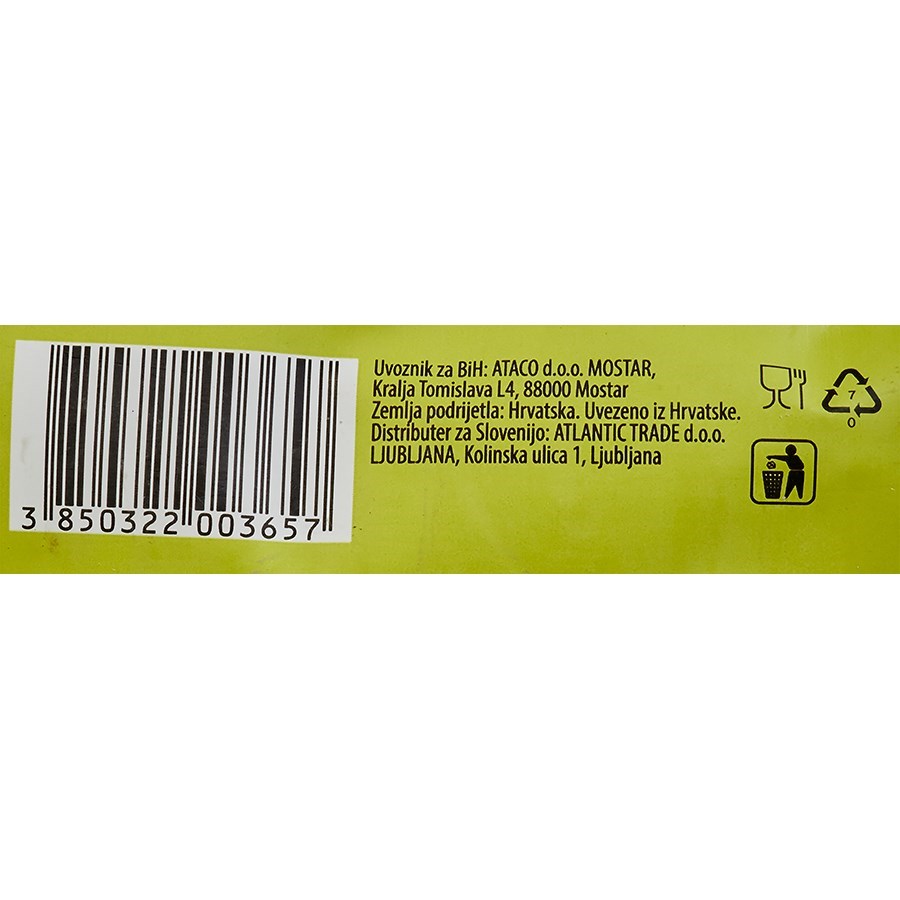 Uvoznik za BiH: ATACO d.o.o. MOSTAR,
Kralja Tomislava L4, 88000 Mostar
Zemlja podrijetla: Hrvatska. Uvezeno iz Hrvatske.
Distributer za Slovenijo: ATLANTIC TRADE d.o.o.
LJUBLJANA, Kolinska ulica 1, Ljubljana
3 850322 003657
7
0